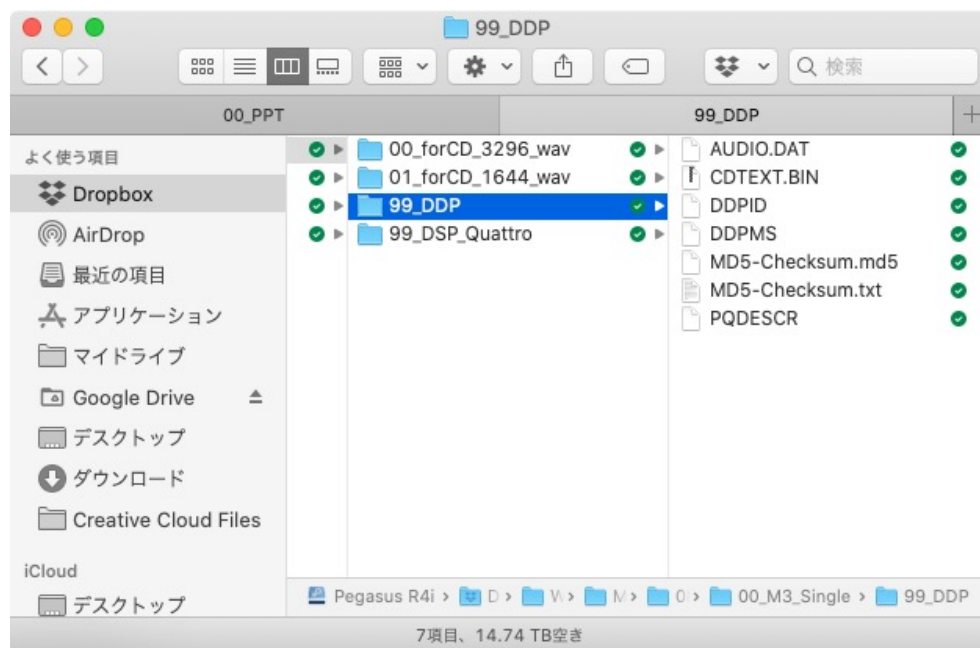 99_DDP
検索
00_PPT
99_DDP
よく使う項目
Dropbox
AirDrop
最近の項目
アプリケーション
マイドライブ
Google Drive
デスクトップ
ダウンロード
Creative Cloud Files
iCloud
デスクトップ
00_forCD_3296_wav
01_forCD_1644_wav
99_DDP
99_DSP_Quattro
AUDIO.DAT
CDTEXT.BIN
DDPID
DDPMS
MD5-Checksum.md5
MD5-Checksum.txt
PQDESCR
Pegasus R4i › D › W › M › 0 › 00_M3_Single › 99_DDP
7項目、14.74 TB空き